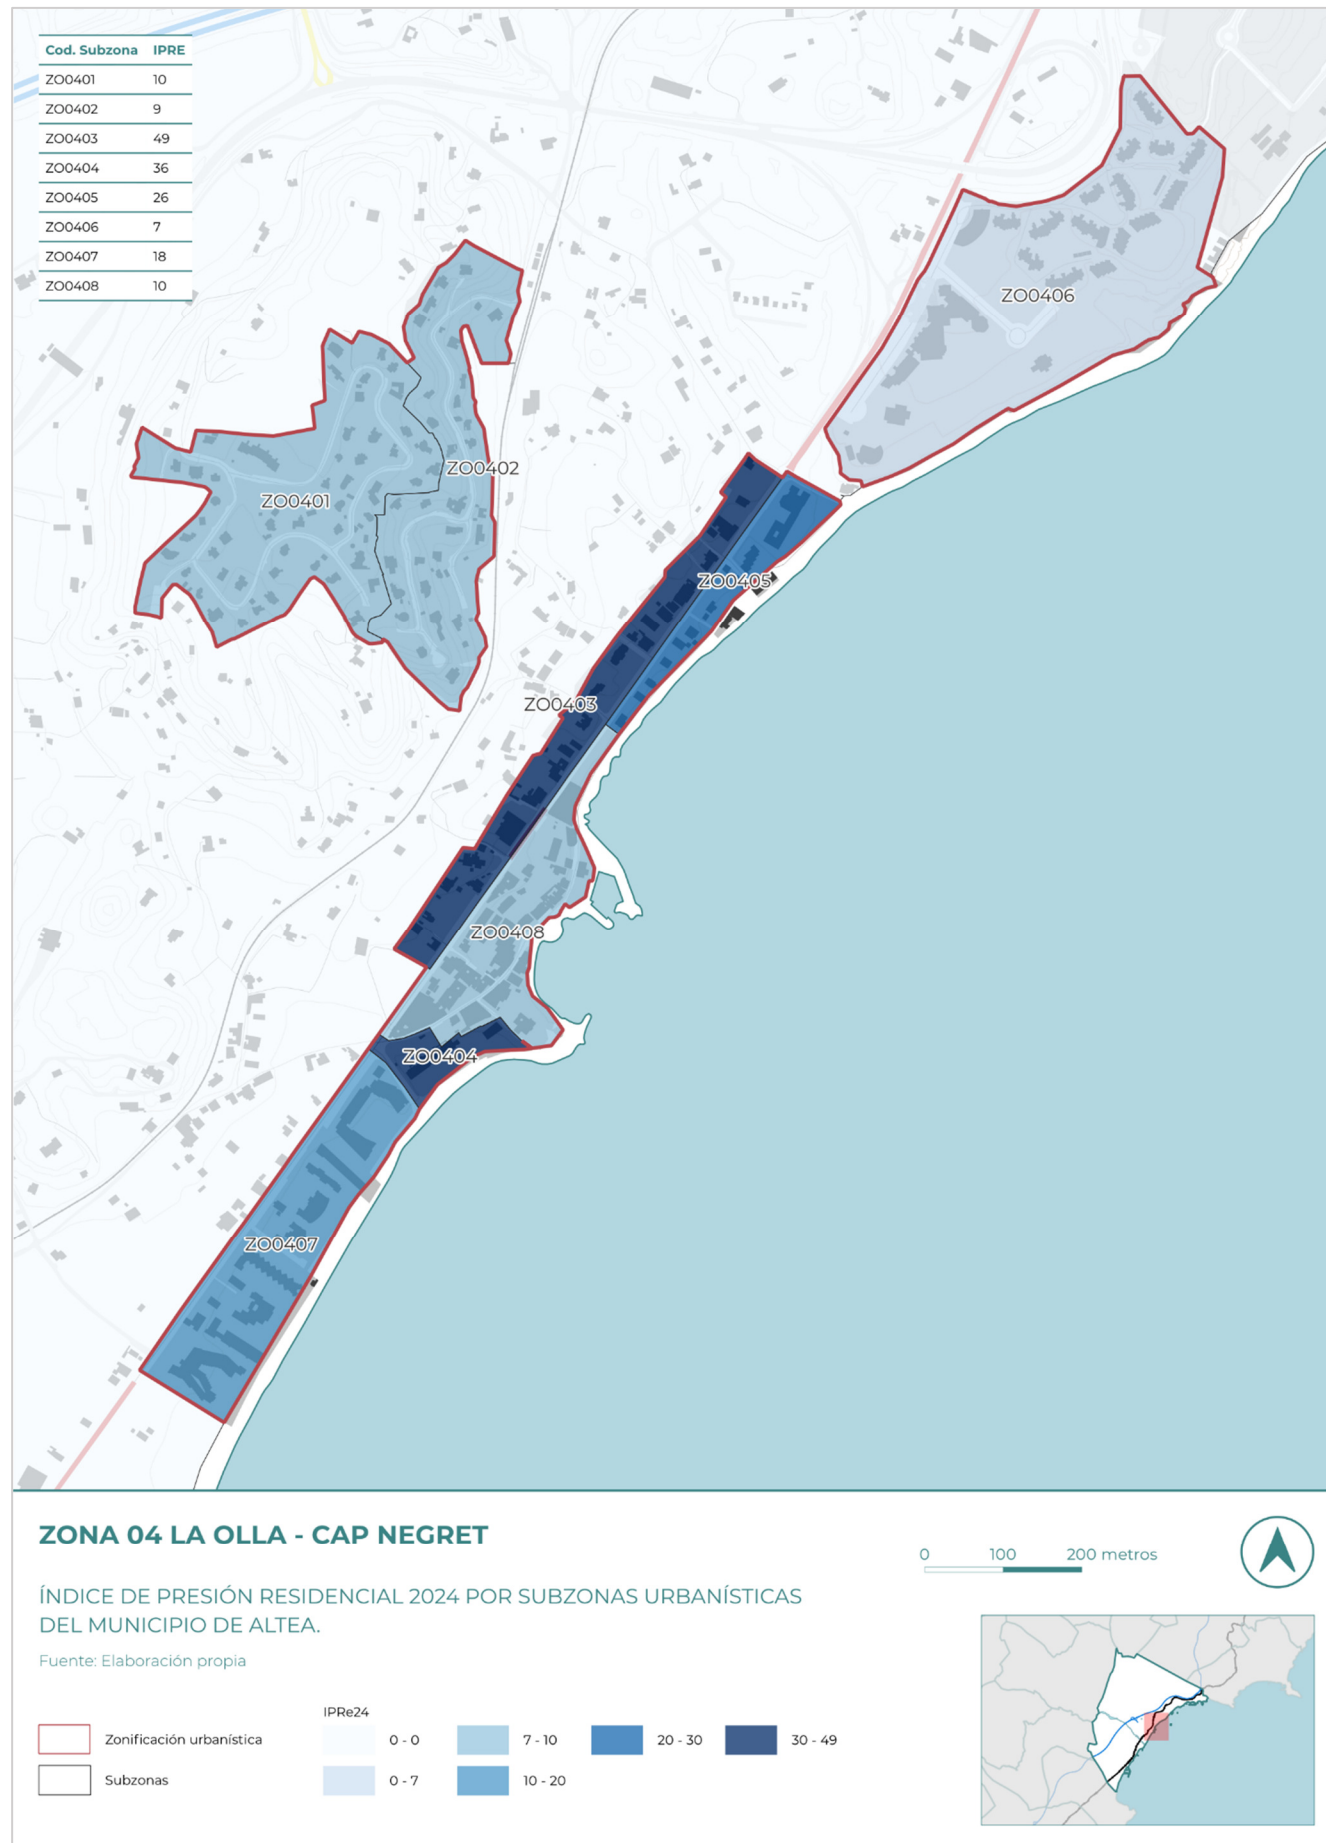 Cod. Subzona IPRE
ZO0401 10
ZO0402 9
ZO0403 49
ZO0404 36
ZO0405 26
ZO0406 7
ZO0407 18
ZO0408 10
ZO0406
ZO0402
ZO0401
ZO0405
ZO0403
ZO0408
ZO0404
ZO0407
ZONA 04 LA OLLA - CAP NEGRET
ÍNDICE DE PRESIÓN RESIDENCIAL 2024 POR SUBZONAS URBANÍSTICAS
DEL MUNICIPIO DE ALTEA.
Fuente: Elaboración propia
0 100 200 metros
Zonificación urbanística
Subzonas
IPRe24
0 - 0
7 - 10
20 - 30
30 - 49
0 - 7
10 - 20